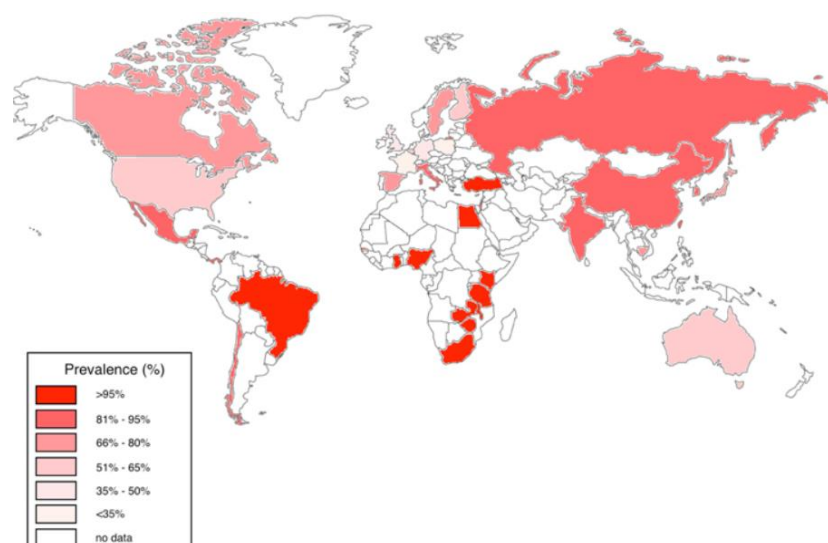 Prevalence (%)
>95%
81% - 95%
66% - 80%
51% - 65%
35% - 50%
<35%
no data